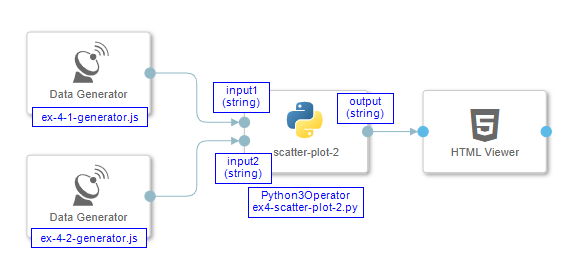 Data Generator
ex-4-1-generator.js
input1
(string)
output
(string)
scatter-plot-2
HTML Viewer
input2
(string)
Python3Operator
ex4-scatter-plot-2.py
Data Generator
ex-4-2-generator.js